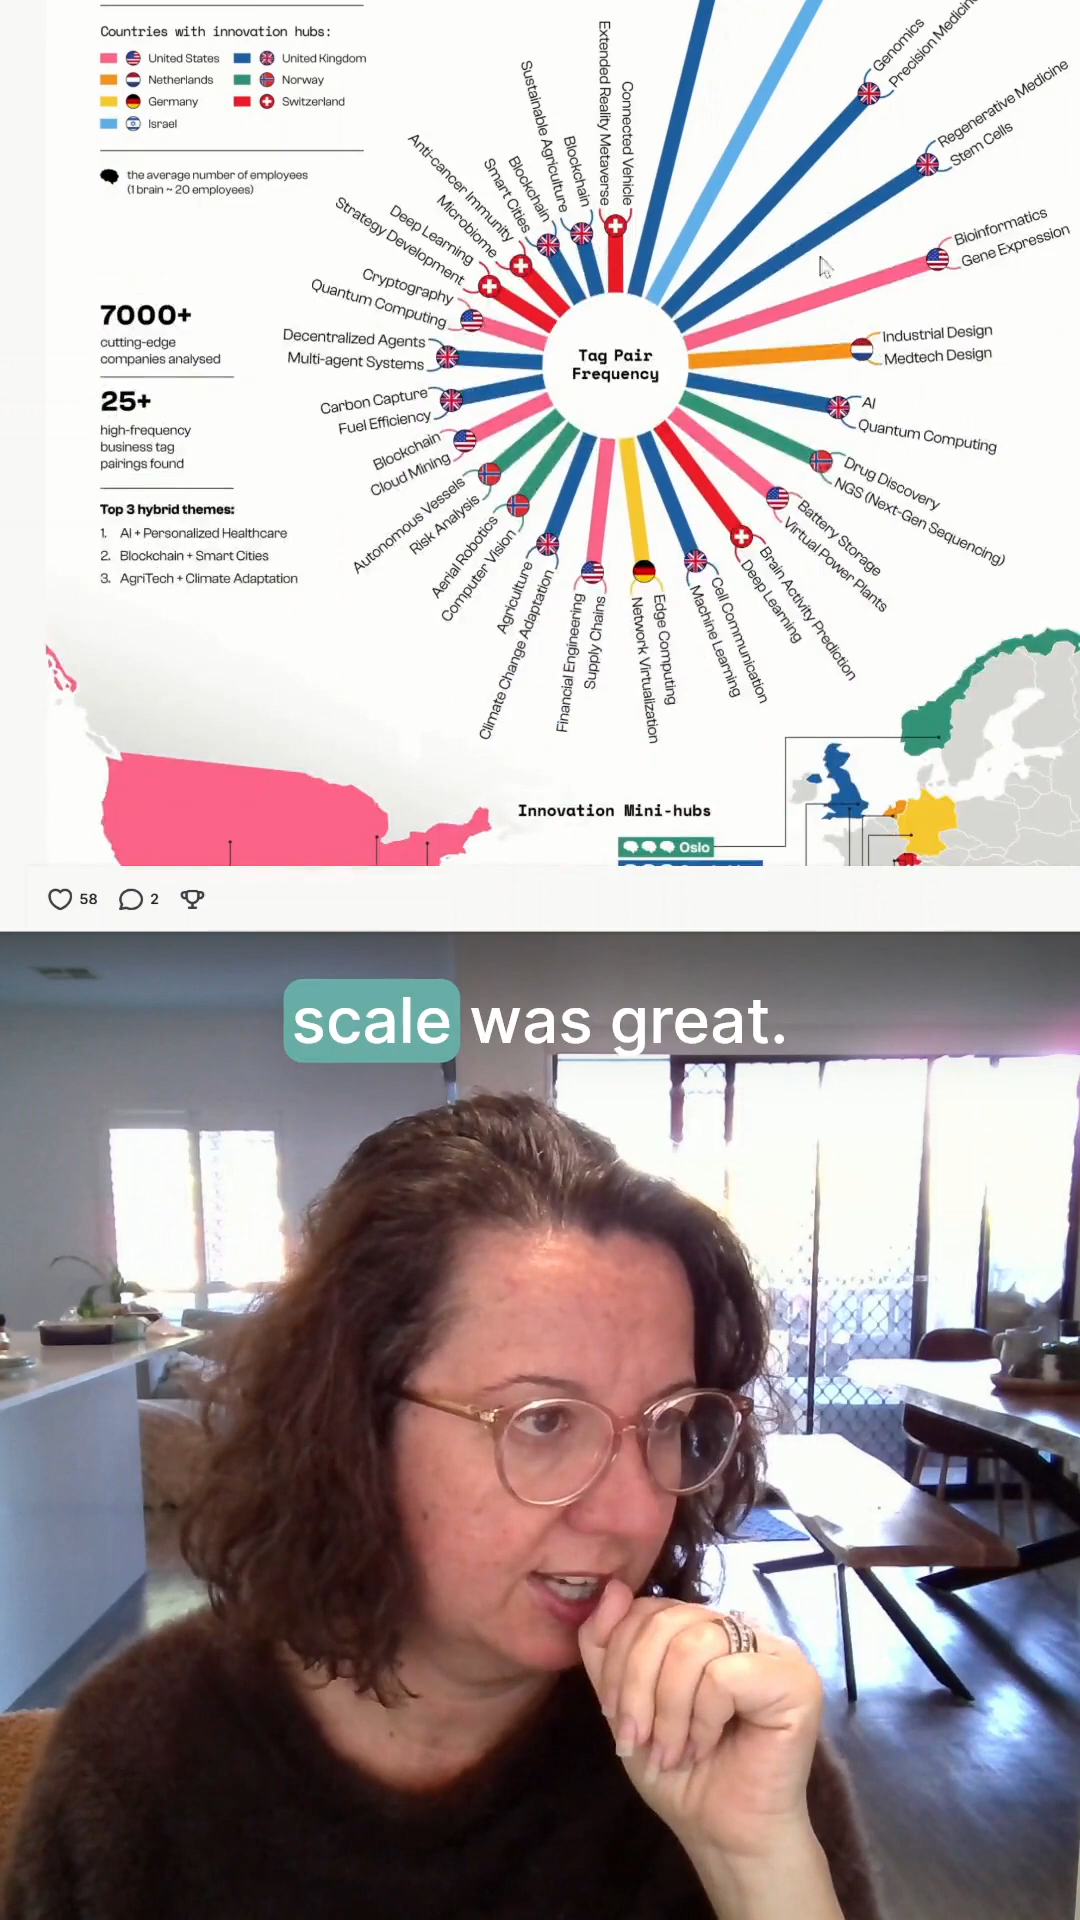 Countries with innovation hubs:
United States
United Kingdom
Netherlands
Norway
Germany
Switzerland
Israel
the average number of employees
(1 brain ~ 20 employees)
7000+
cutting-edge
companies analysed
25+
high-frequency
business tag
pairings found
Top 3 hybrid themes:
1. AI + Personalized Healthcare
2. Blockchain + Smart Cities
3. AgriTech + Climate Adaptation
Tag Pair
Frequency
Extended Reality Metaverse
Connected Vehicle
Genomics
Precision Medicine
Regenerative Medicine
Stem Cells
Bioinformatics
Gene Expression
Industrial Design
Medtech Design
AI
Quantum Computing
Drug Discovery
NGS (Next-Gen Sequencing)
Battery Storage
Virtual Power Plants
Brain Activity Prediction
Deep Learning
Cell Communication
Machine Learning
Edge Computing
Network Virtualization
Financial Engineering
Supply Chains
Agriculture
Climate Change Adaptation
Aerial Robotics
Computer Vision
Autonomous Vessels
Risk Analysis
Blockchain
Cloud Mining
Carbon Capture
Fuel Efficiency
Decentralized Agents
Multi-agent Systems
Cryptography
Quantum Computing
Deep Learning
Strategy Development
Anti-cancer Immunity
Microbiome
Blockchain
Smart Cities
Sustainable Agriculture
Blockchain
Innovation Mini-hubs
Oslo
58
2
scale was great.